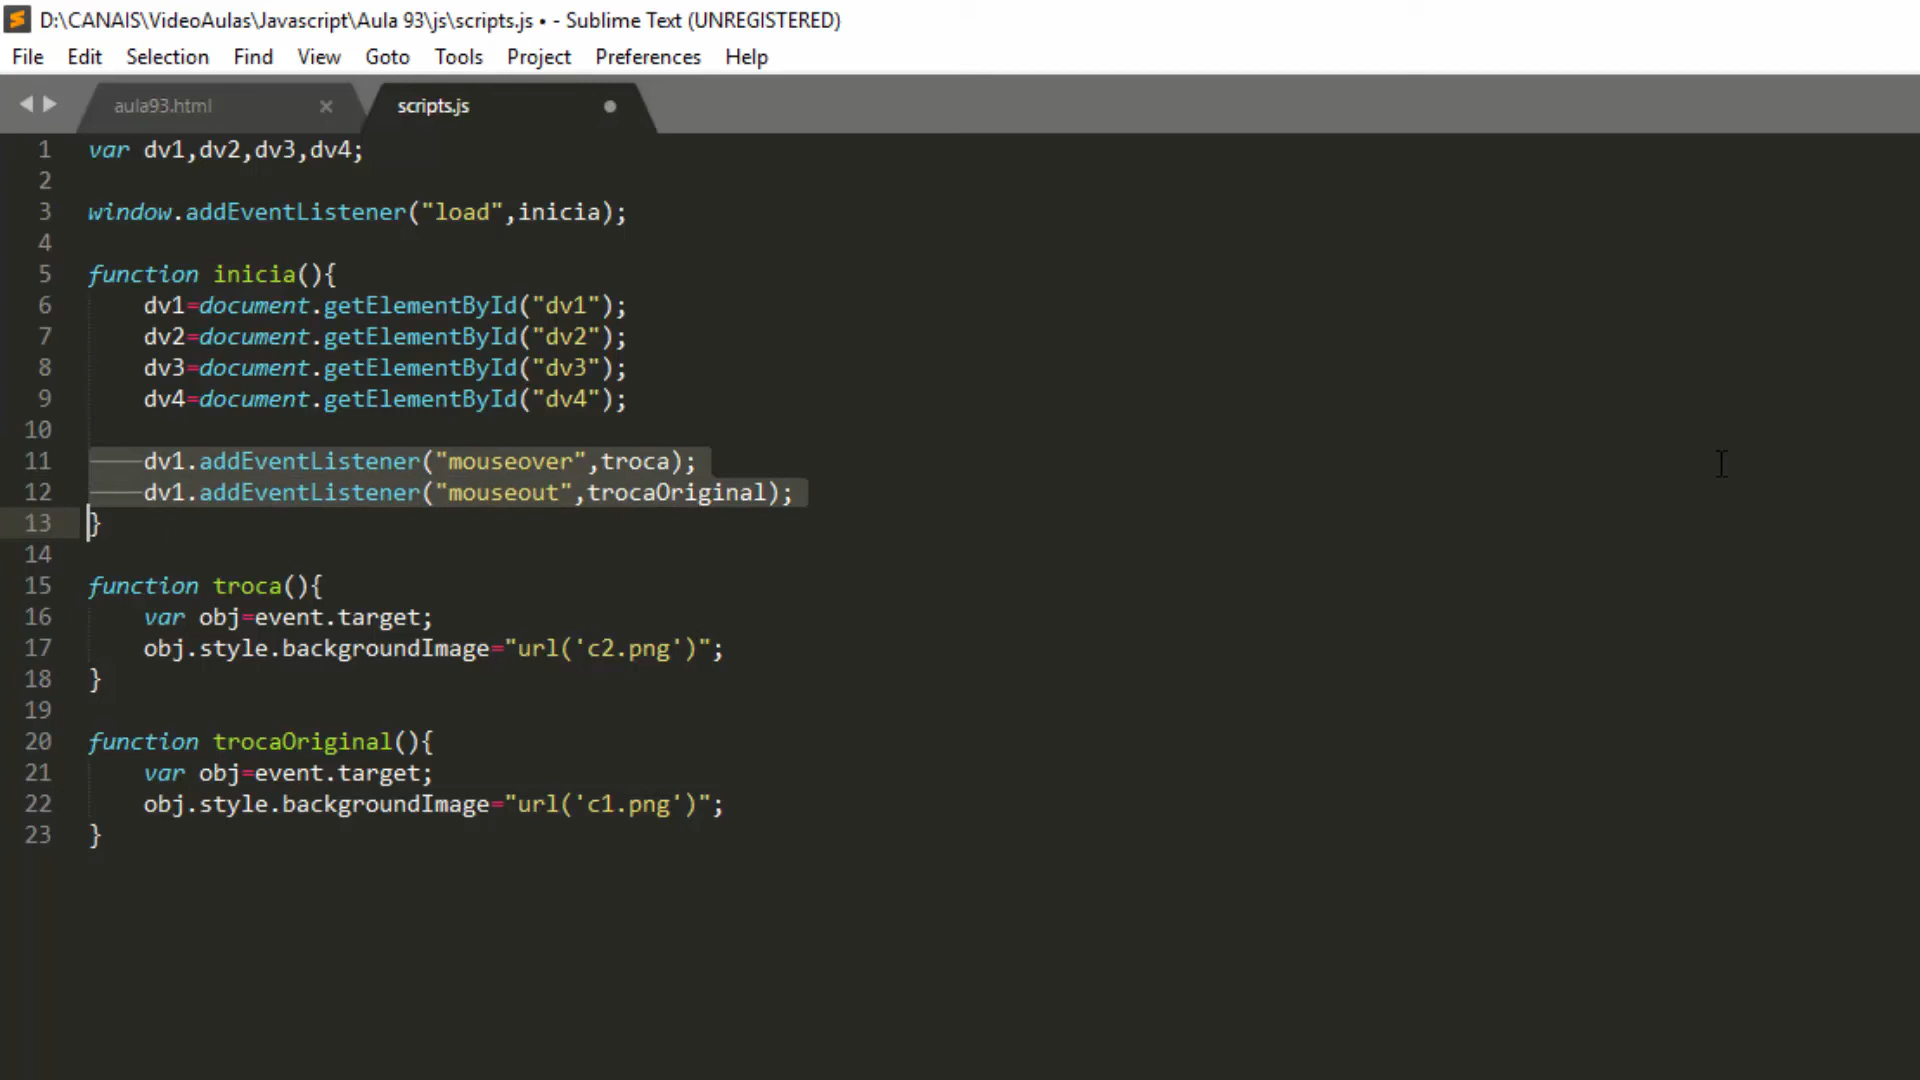 D:\CANAIS\VideoAulas\Javascript\Aula 93\js\scripts.js • - Sublime Text (UNREGISTERED)
File Edit Selection Find View Goto Tools Project Preferences Help
aula93.html × scripts.js
1 var dv1,dv2,dv3,dv4;
2
3 window.addEventListener("load",inicia);
4
5 function inicia(){
6 dv1=document.getElementById("dv1");
7 dv2=document.getElementById("dv2");
8 dv3=document.getElementById("dv3");
9 dv4=document.getElementById("dv4");
10
11 dv1.addEventListener("mouseover",troca);
12 dv1.addEventListener("mouseout",trocaOriginal);
13 }
14
15 function troca(){
16 var obj=event.target;
17 obj.style.backgroundImage="url('c2.png')";
18 }
19
20 function trocaOriginal(){
21 var obj=event.target;
22 obj.style.backgroundImage="url('c1.png')";
23 }